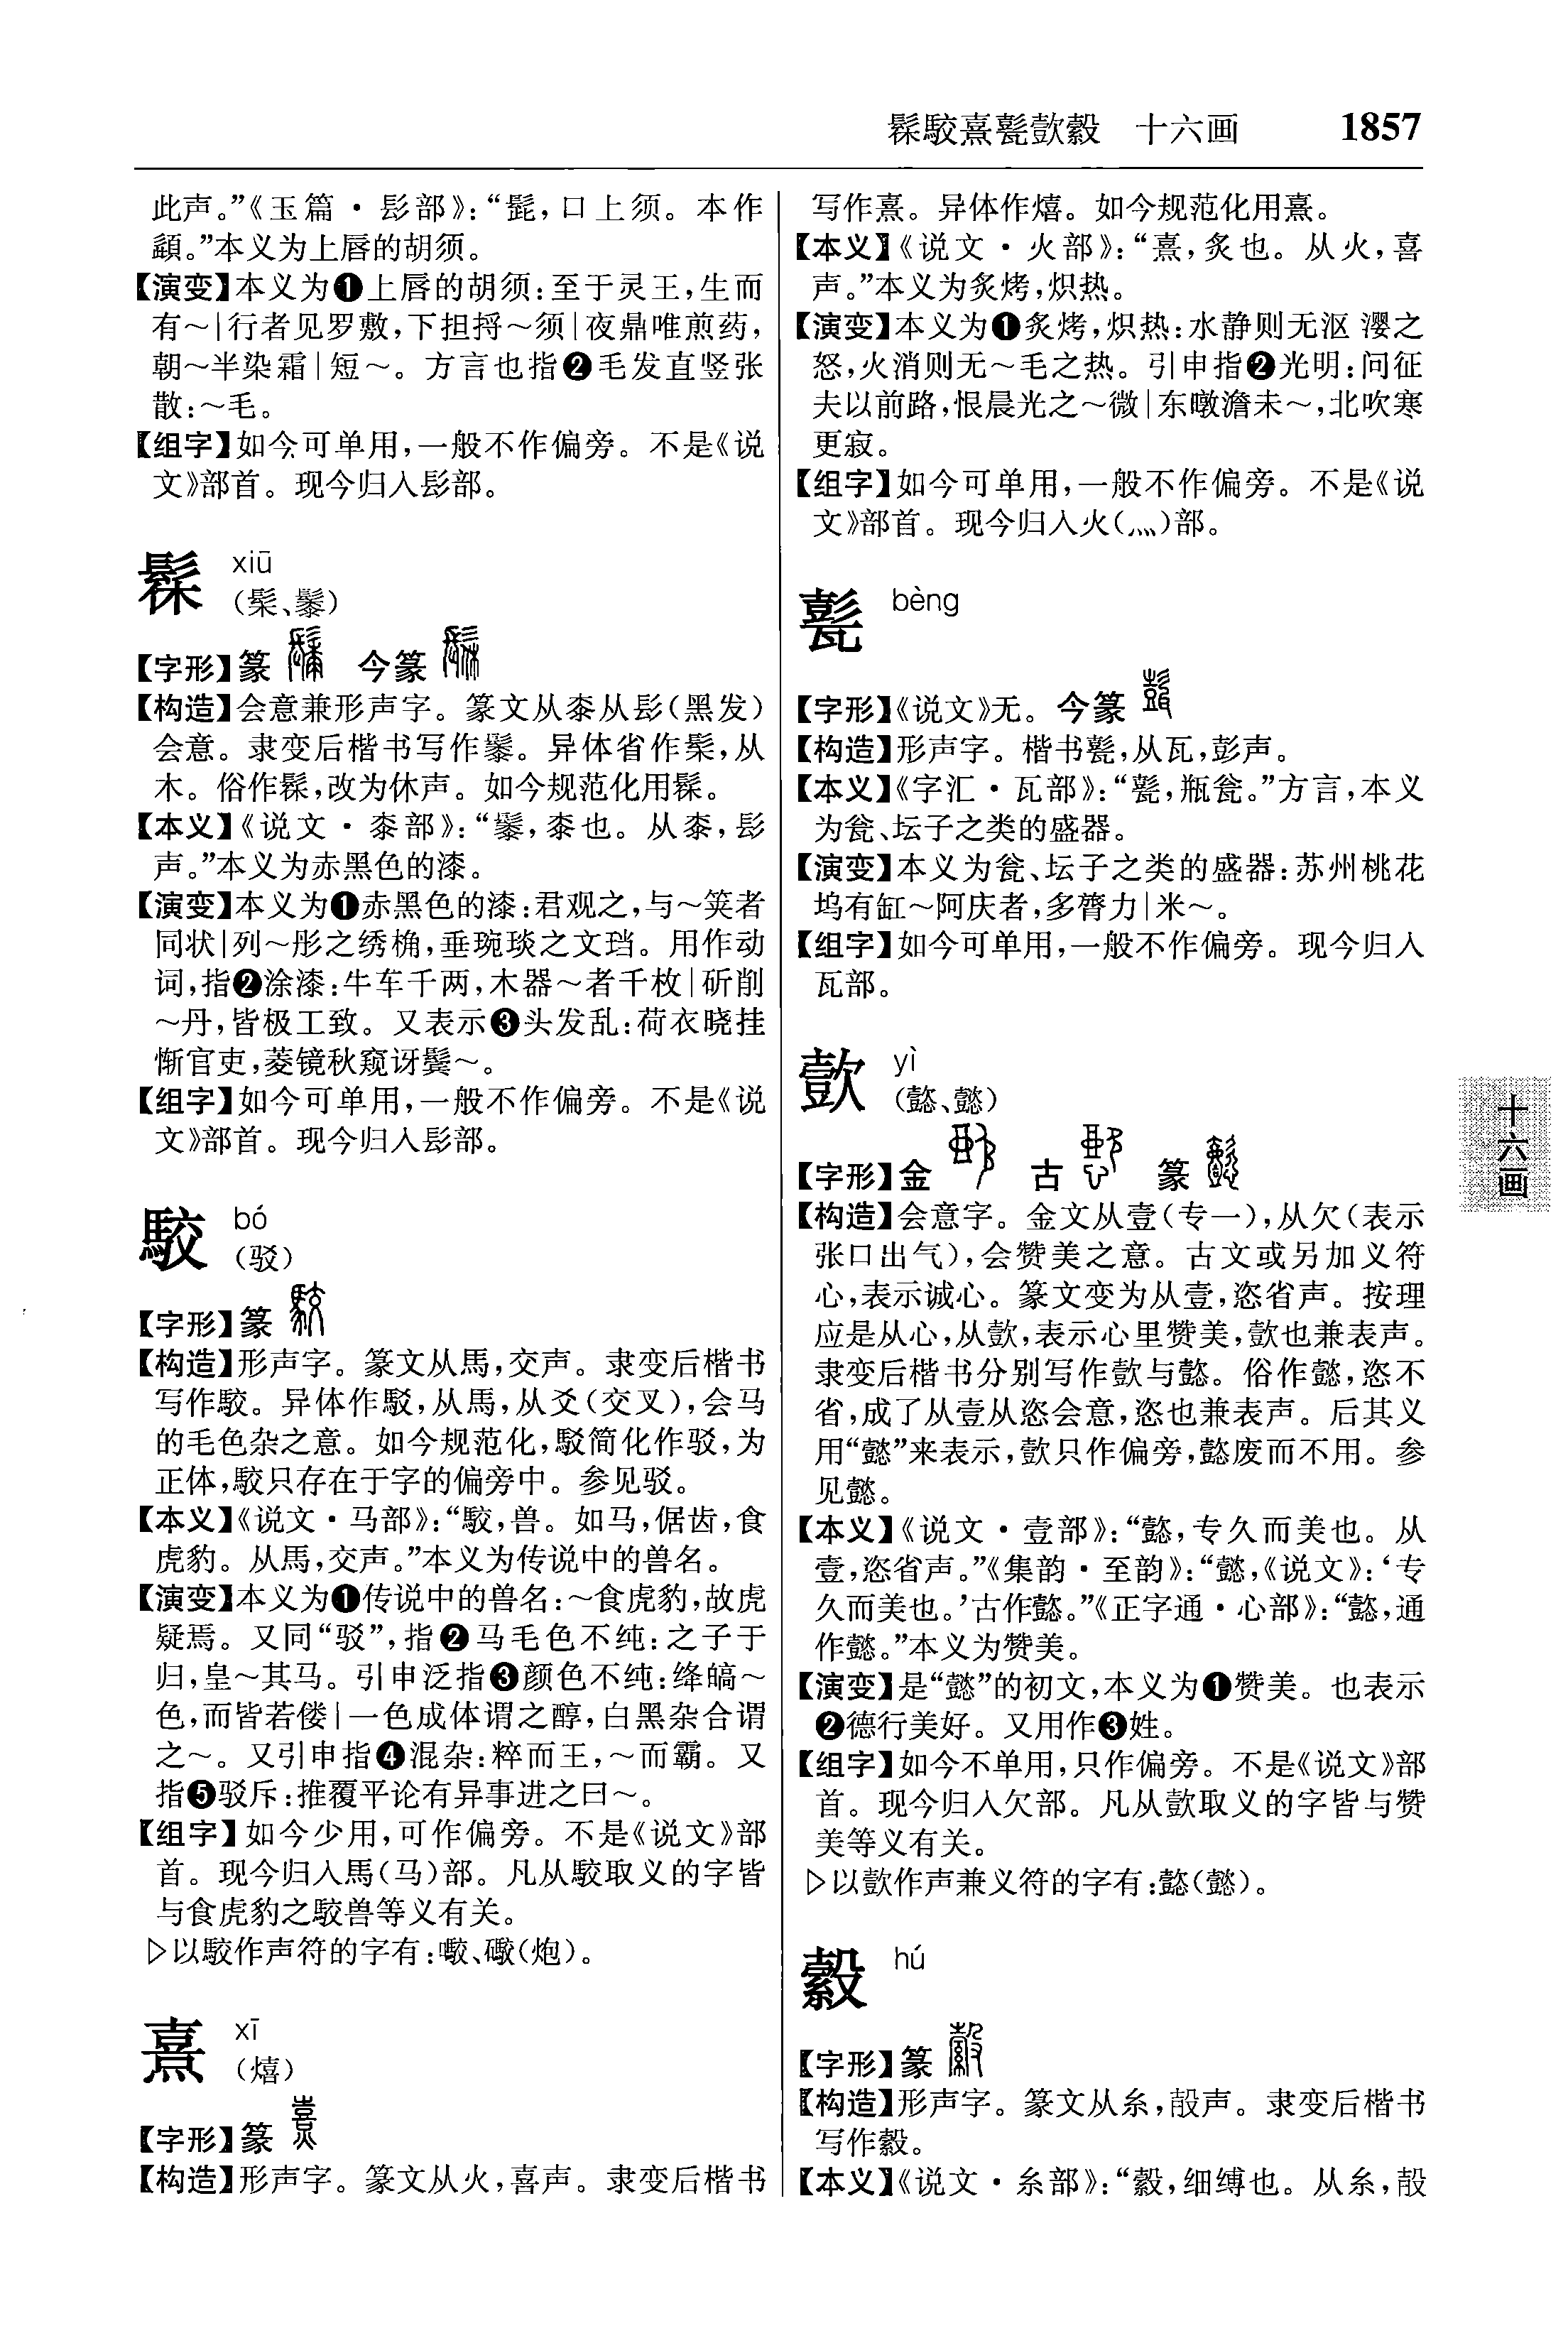 髹駮熹甏歖縠 十六画 1857
此声。”《玉篇·髟部》：“髭，口上须。本作
頿。”本义为上唇的胡须。
【演变】本义为❶上唇的胡须：至于灵王，生而
有～|行者见罗敷，下担捋～须|夜鼎唯煎药，
朝～半染霜|短～。方言也指❷毛发直竖张
散：～毛。
【组字】如今可单用，一般不作偏旁。不是《说
文》部首。现今归入髟部。
髹 xiū
（髤、鬏）
【字形】篆 今篆
【构造】会意兼形声字。篆文从桼从髟（黑发）
会意。隶变后楷书写作䰍。异体省作髤，从
木。俗作髹，改为休声。如今规范化用髹。
【本义】《说文·桼部》：“䰍，桼也。从桼，髟
声。”本义为赤黑色的漆。
【演变】本义为❶赤黑色的漆：君观之，与～笑者
同状|列～彤之绣桷，垂琬琰之文珰。用作动
词，指❷涂漆：牛车千两，木器～者千枚|斫削
～丹，皆极工致。又表示❸头发乱：荷衣晓挂
惭官吏，菱镜秋窥讶鬓～。
【组字】如今可单用，一般不作偏旁。不是《说
文》部首。现今归入髟部。
駮 bó
（驳）
【字形】篆
【构造】形声字。篆文从馬，交声。隶变后楷书
写作駮。异体作駁，从馬，从爻（交叉），会马
的毛色杂之意。如今规范化，駁简化作驳，为
正体，駮只存在于字的偏旁中。参见驳。
【本义】《说文·马部》：“駮，兽。如马，倨齿，食
虎豹。从馬，交声。”本义为传说中的兽名。
【演变】本义为❶传说中的兽名：～食虎豹，故虎
疑焉。又同“驳”，指❷马毛色不纯：之子于
归，皇～其马。引申泛指❸颜色不纯：绛缟～
色，而皆若偻|一色成体谓之醇，白黑杂合谓
之～。又引申指❹混杂：粹而王，～而霸。又
指❺驳斥：推覆平论有异事进之曰～。
【组字】如今少用，可作偏旁。不是《说文》部
首。现今归入馬（马）部。凡从駮取义的字皆
与食虎豹之駮兽等义有关。
▷以駮作声符的字有：𡁜、礮（炮）。
熹 xī
（熺）
【字形】篆
【构造】形声字。篆文从火，喜声。隶变后楷书
写作熹。异体作熺。如今规范化用熹。
【本义】《说文·火部》：“熹，炙也。从火，喜
声。”本义为炙烤，炽热。
【演变】本义为❶炙烤，炽热：水静则无沤 㵾之
怒，火消则无～毛之热。引申指❷光明：问征
夫以前路，恨晨光之～微|东暾澹未～，北吹寒
更寂。
【组字】如今可单用，一般不作偏旁。不是《说
文》部首。现今归入火（灬）部。
甏 bèng
【字形】《说文》无。今篆
【构造】形声字。楷书甏，从瓦，彭声。
【本义】《字汇·瓦部》：“甏，瓶瓮。”方言，本义
为瓮、坛子之类的盛器。
【演变】本义为瓮、坛子之类的盛器：苏州桃花
坞有缸～阿庆者，多膂力|米～。
【组字】如今可单用，一般不作偏旁。现今归入
瓦部。
歖 yì
（懿、懿）
【字形】金 古 篆
【构造】会意字。金文从壹（专一），从欠（表示
张口出气），会赞美之意。古文或另加义符
心，表示诚心。篆文变为从壹，恣省声。按理
应是从心，从歖，表示心里赞美，歖也兼表声。
隶变后楷书分别写作歖与懿。俗作懿，恣不
省，成了从壹从恣会意，恣也兼表声。后其义
用“懿”来表示，歖只作偏旁，懿废而不用。参
见懿。
【本义】《说文·壹部》：“懿，专久而美也。从
壹，恣省声。”《集韵·至韵》：“懿，《说文》：‘专
久而美也。’古作懿。”《正字通·心部》：“懿，通
作懿。”本义为赞美。
【演变】是“懿”的初文，本义为❶赞美。也表示
❷德行美好。又用作❸姓。
【组字】如今不单用，只作偏旁。不是《说文》部
首。现今归入欠部。凡从歖取义的字皆与赞
美等义有关。
▷以歖作声兼义符的字有：懿（懿）。
縠 hú
【字形】篆
【构造】形声字。篆文从糸，㱿声。隶变后楷书
写作縠。
【本义】《说文·糸部》：“縠，细缚也。从糸，㱿
十六画